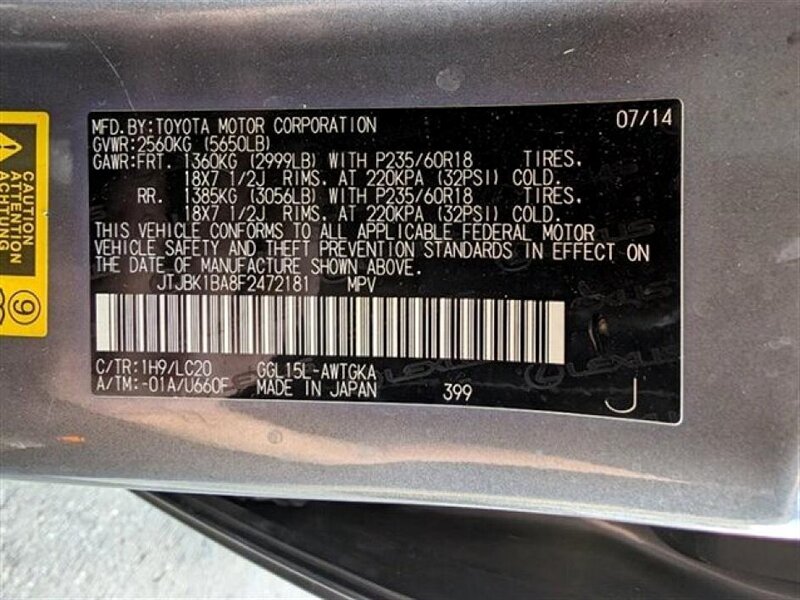 MFD.BY:TOYOTA MOTOR CORPORATION 07/14
GVWR:2560KG (5650LB)
GAWR:FRT. 1360KG (2999LB) WITH P235/60R18 TIRES.
18X7 1/2J RIMS. AT 220KPA (32PSI) COLD.
RR. 1385KG (3056LB) WITH P235/60R18 TIRES.
18X7 1/2J RIMS. AT 220KPA (32PSI) COLD.
THIS VEHICLE CONFORMS TO ALL APPLICABLE FEDERAL MOTOR
VEHICLE SAFETY AND THEFT PREVENTION STANDARDS IN EFFECT ON
THE DATE OF MANUFACTURE SHOWN ABOVE.
JTJBK1BA8F2472181 MPV
C/TR:1H9/LC20 GGL15L-AWTGKA
A/TM:-01A/U660F MADE IN JAPAN 399 J
LEXUS
LEXUS
CAUTION
ATTENTION
ACHTUNG
9